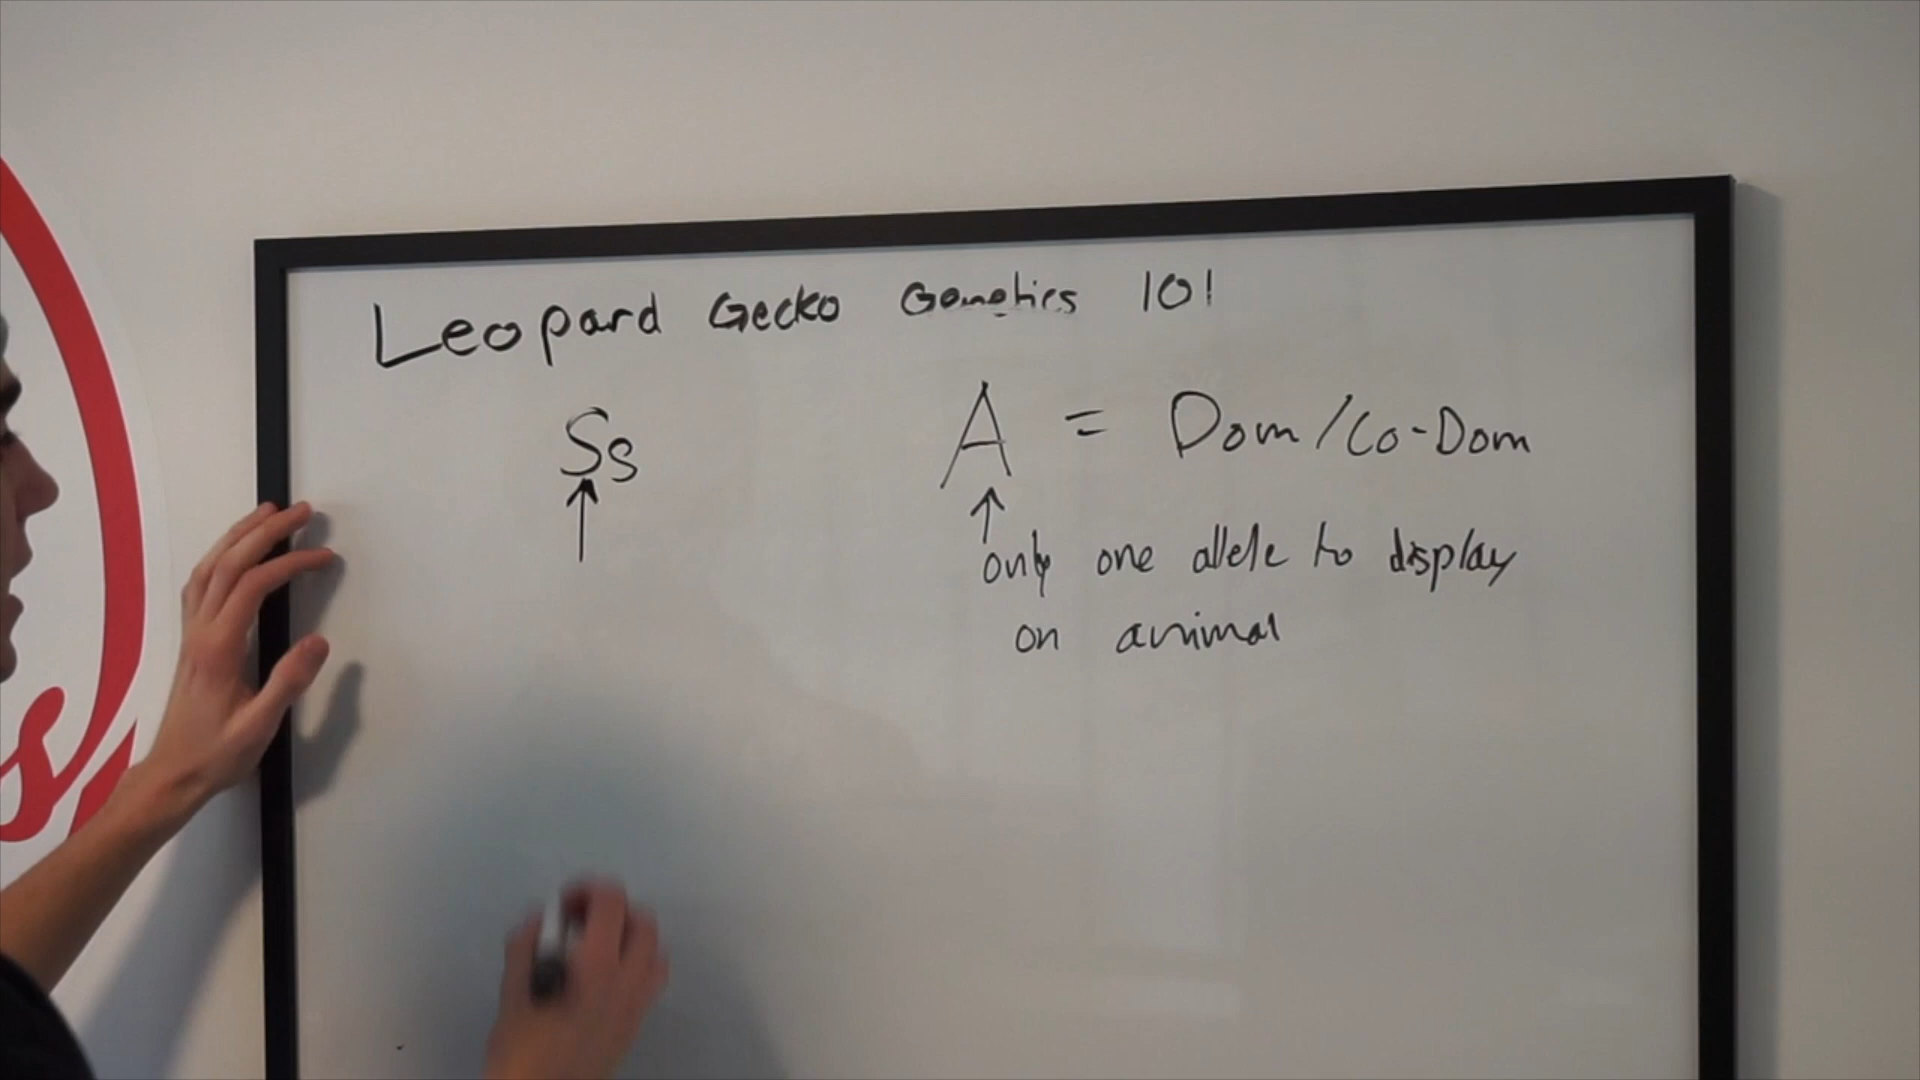 Leopard Gecko Genetics 101
Ss
A = Dom/Co-Dom
only one allele to display
on animal
s